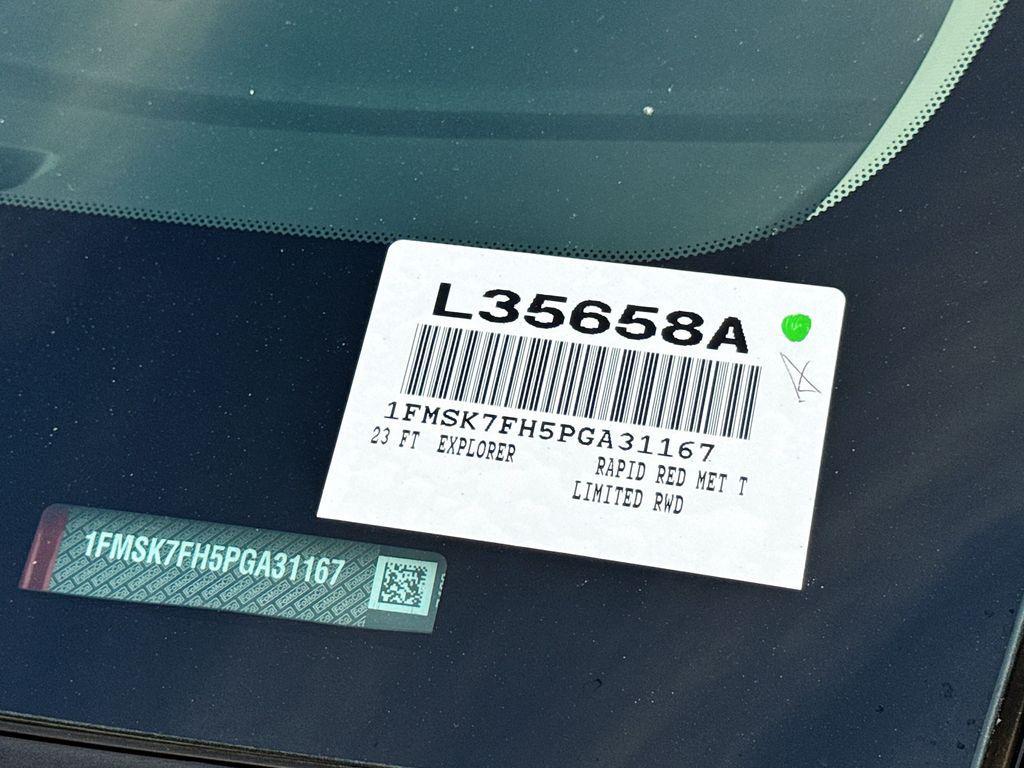 L35658A
1FMSK7FH5PGA31167
23 FT EXPLORER RAPID RED MET T
LIMITED RWD
1FMSK7FH5PGA31167